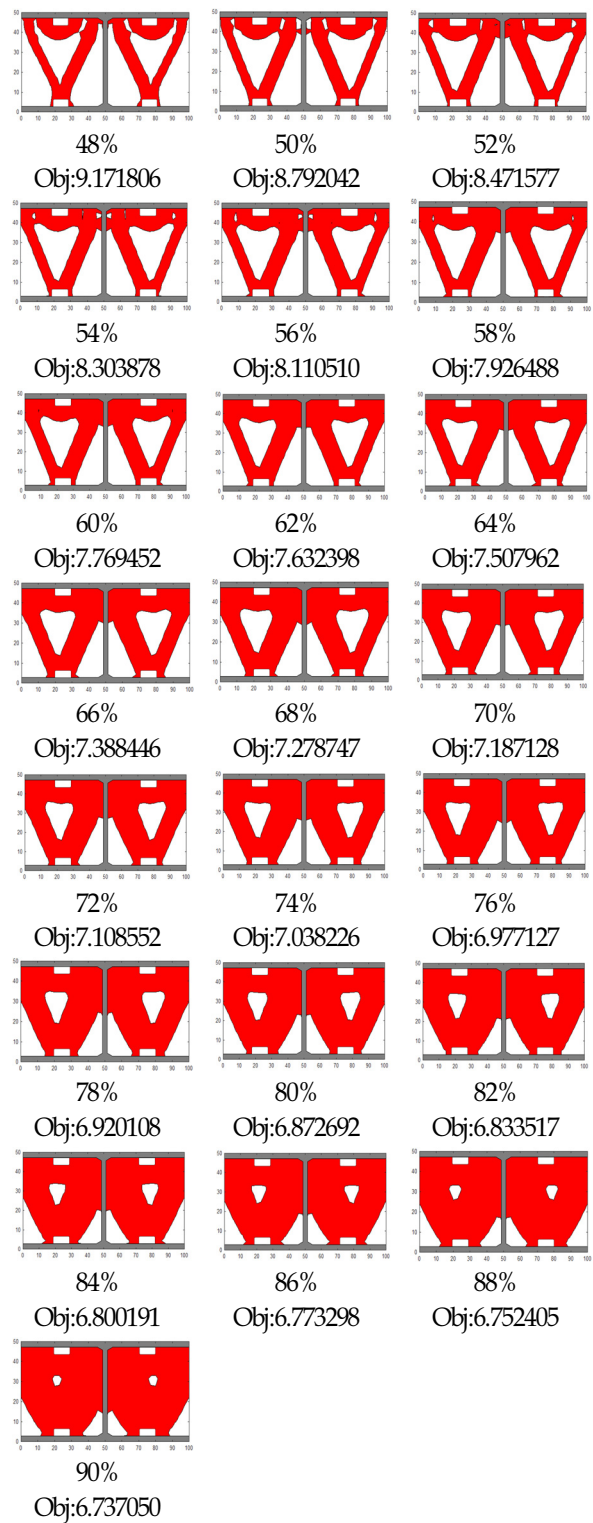 48% 50% 52%
Obj:9.171806 Obj:8.792042 Obj:8.471577
54% 56% 58%
Obj:8.303878 Obj:8.110510 Obj:7.926488
60% 62% 64%
Obj:7.769452 Obj:7.632398 Obj:7.507962
66% 68% 70%
Obj:7.388446 Obj:7.278747 Obj:7.187128
72% 74% 76%
Obj:7.108552 Obj:7.038226 Obj:6.977127
78% 80% 82%
Obj:6.920108 Obj:6.872692 Obj:6.833517
84% 86% 88%
Obj:6.800191 Obj:6.773298 Obj:6.752405
90%
Obj:6.737050